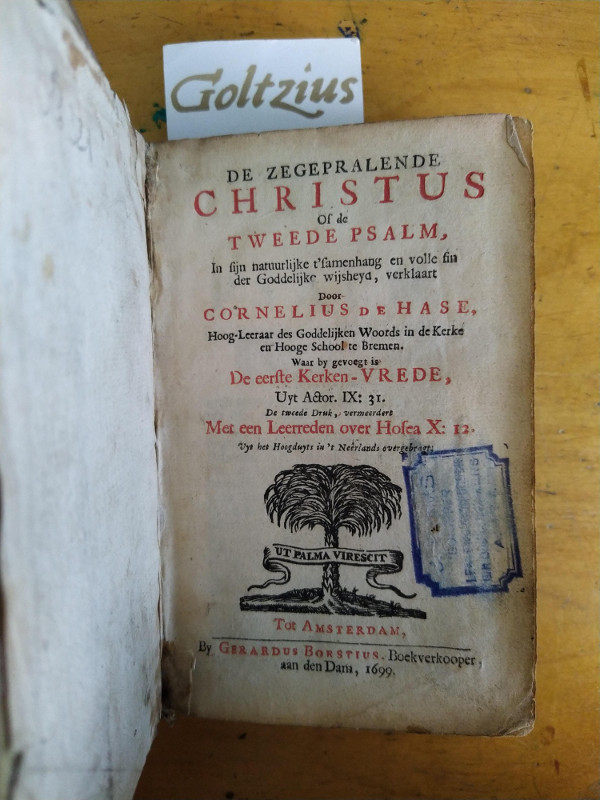 Goltzius
DE ZEGEPRALENDE
CHRISTUS
Of de
TWEEDE PSALM,
In sijn natuurlijke t'samenhang en volle sin
der Goddelijke wijsheyd, verklaart
Door
CORNELIUS DE HASE,
Hoog-Leeraar des Goddelijken Woords in de Kerke
en Hooge School te Bremen.
Waar by gevoegt is
De eerste Kerken-VREDE,
Uyt Actor. IX: 31.
De tweede Druk, vermeerdert
Met een Leerreden over Hosea X: 12.
Uyt het Hoogduyts in 't Neêrlands overgebragt.
UT PALMA VIRESCIT
Tot AMSTERDAM,
By GERARDUS BORSTIUS, Boekverkooper,
aan den Dam, 1699.